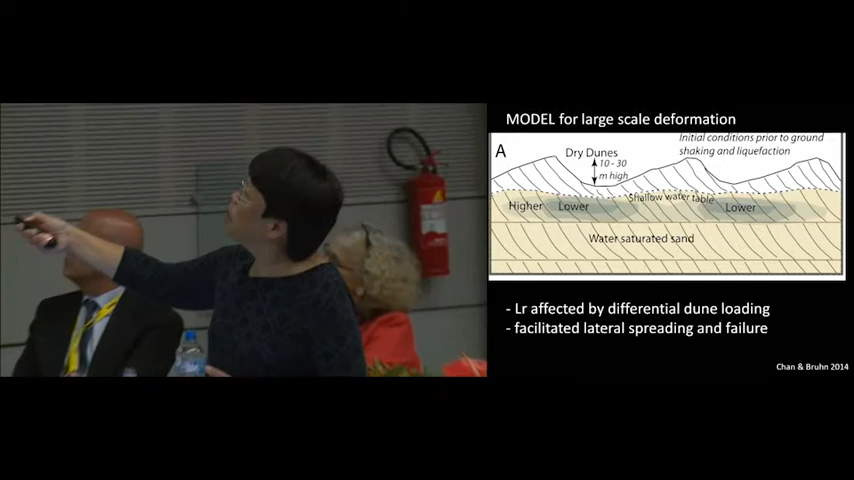 MODEL for large scale deformation
A
Initial conditions prior to ground
shaking and liquefaction
Dry Dunes
10 - 30
m high
Shallow water table
Higher
Lower
Lower
Water saturated sand
- Lr affected by differential dune loading
- facilitated lateral spreading and failure
Chan & Bruhn 2014